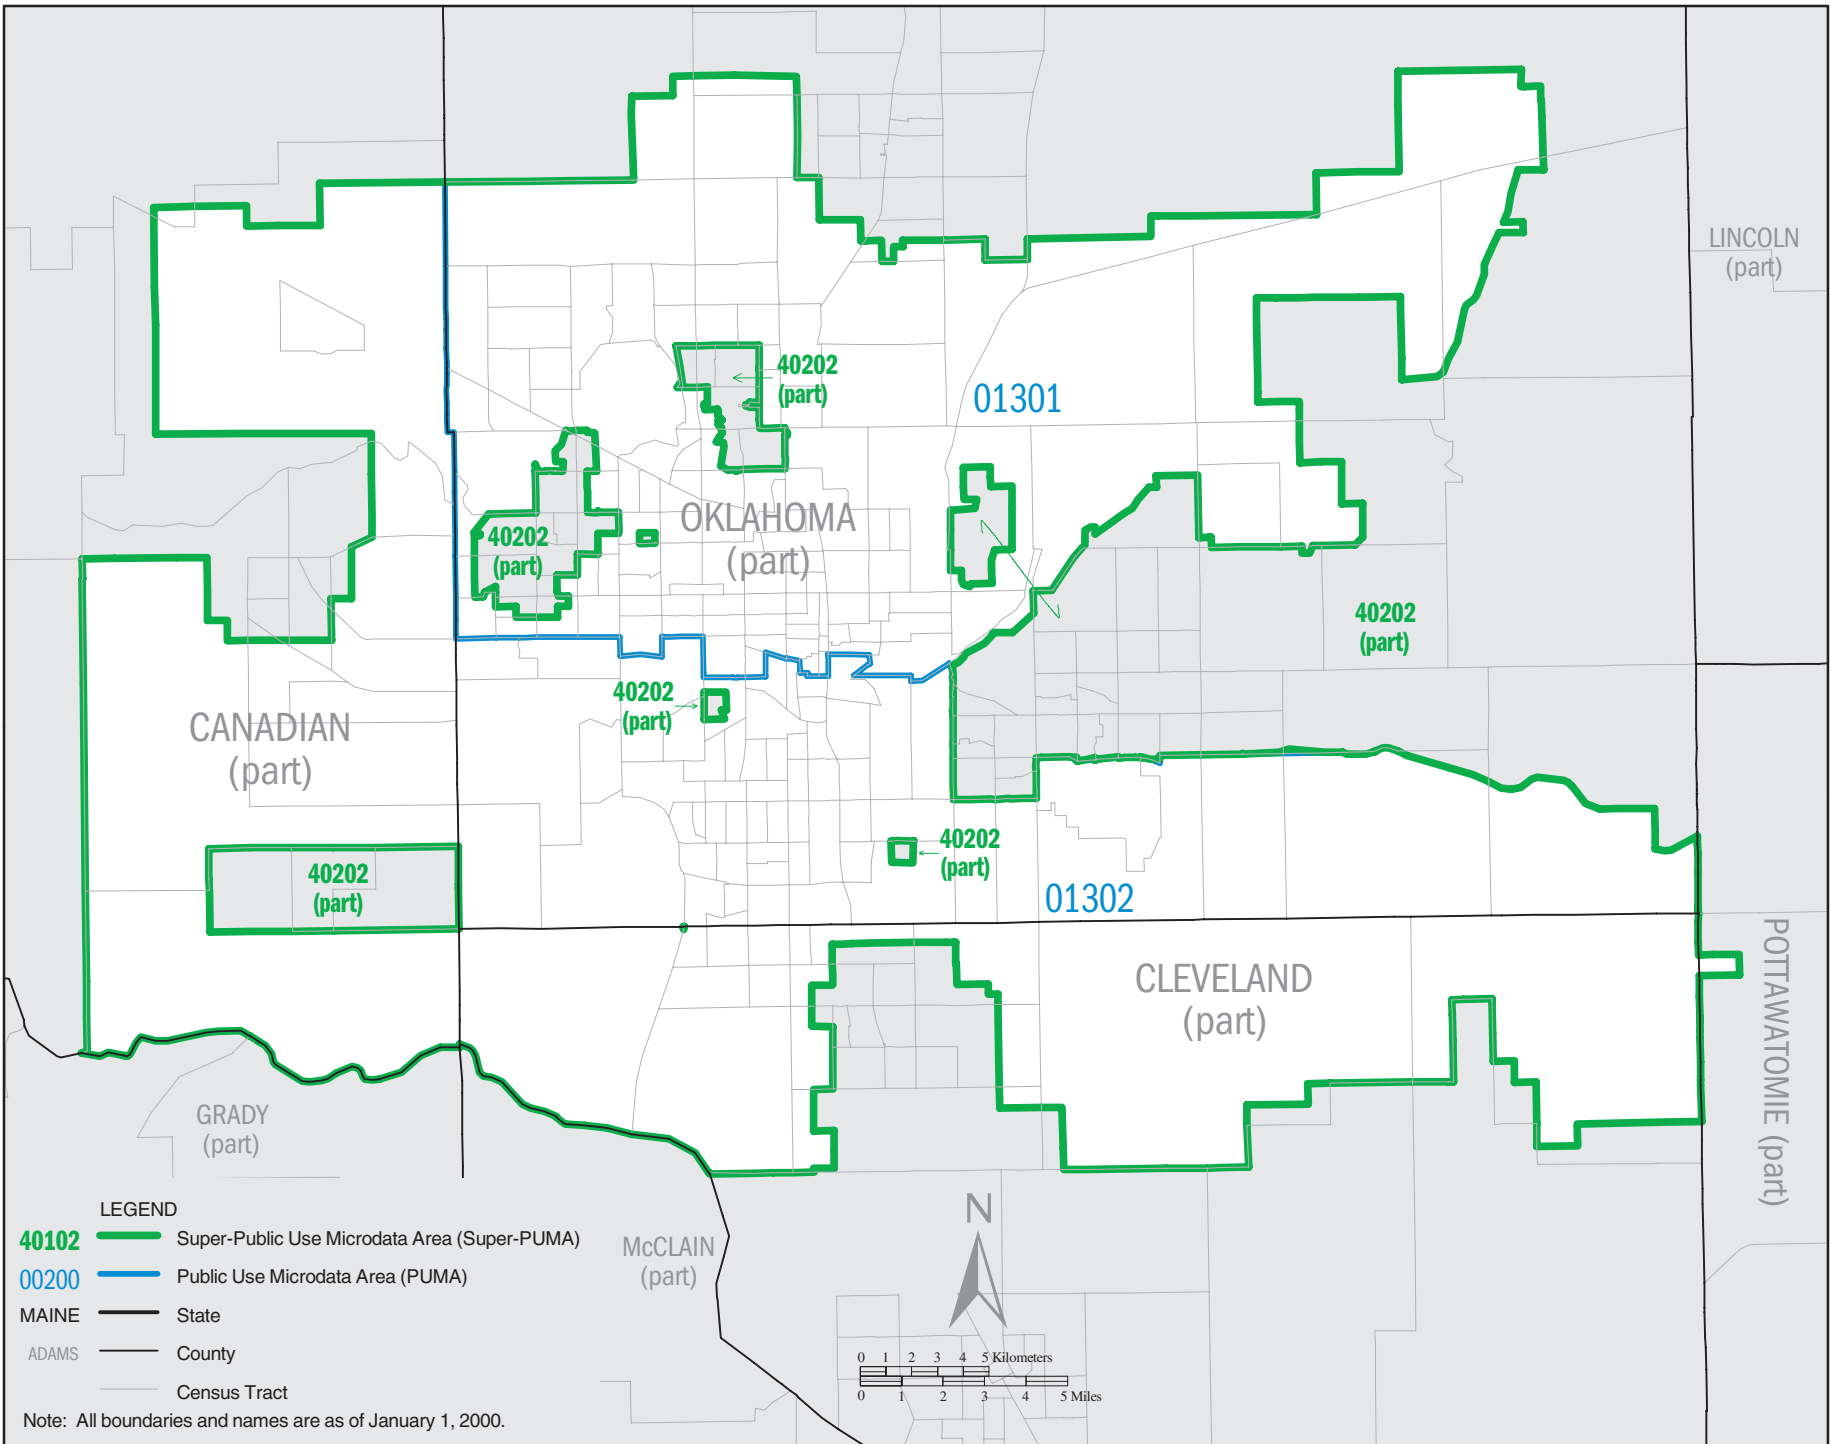 LINCOLN
(part)
40202
(part)
01301
OKLAHOMA
(part)
40202
(part)
40202
(part)
40202
(part)
CANADIAN
(part)
40202
(part)
40202
(part)
01302
CLEVELAND
(part)
POTTAWATOMIE (part)
GRADY
(part)
McCLAIN
(part)
N
LEGEND
40102 Super-Public Use Microdata Area (Super-PUMA)
00200 Public Use Microdata Area (PUMA)
MAINE State
ADAMS County
Census Tract
0 1 2 3 4 5 Kilometers
0 1 2 3 4 5 Miles
Note: All boundaries and names are as of January 1, 2000.